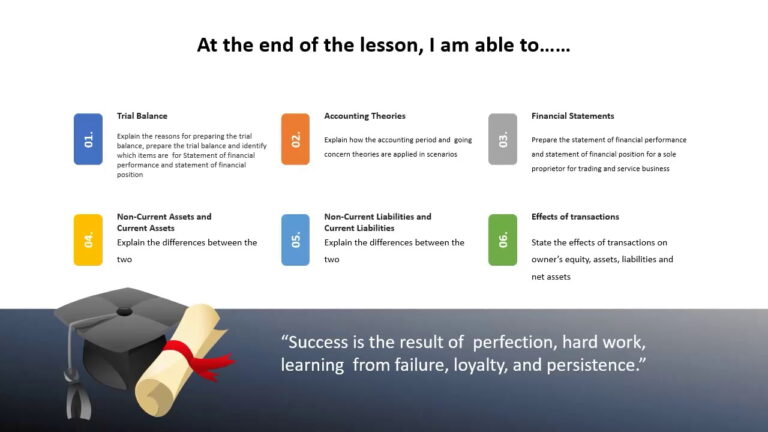 At the end of the lesson, I am able to……
01.
Trial Balance
Explain the reasons for preparing the trial
balance, prepare the trial balance and identify
which items are for Statement of financial
performance and statement of financial
position
02.
Accounting Theories
Explain how the accounting period and going
concern theories are applied in scenarios
03.
Financial Statements
Prepare the statement of financial performance
and statement of financial position for a sole
proprietor for trading and service business
04.
Non-Current Assets and
Current Assets
Explain the differences between the
two
05.
Non-Current Liabilities and
Current Liabilities
Explain the differences between the
two
06.
Effects of transactions
State the effects of transactions on
owner’s equity, assets, liabilities and
net assets
“Success is the result of perfection, hard work,
learning from failure, loyalty, and persistence.”